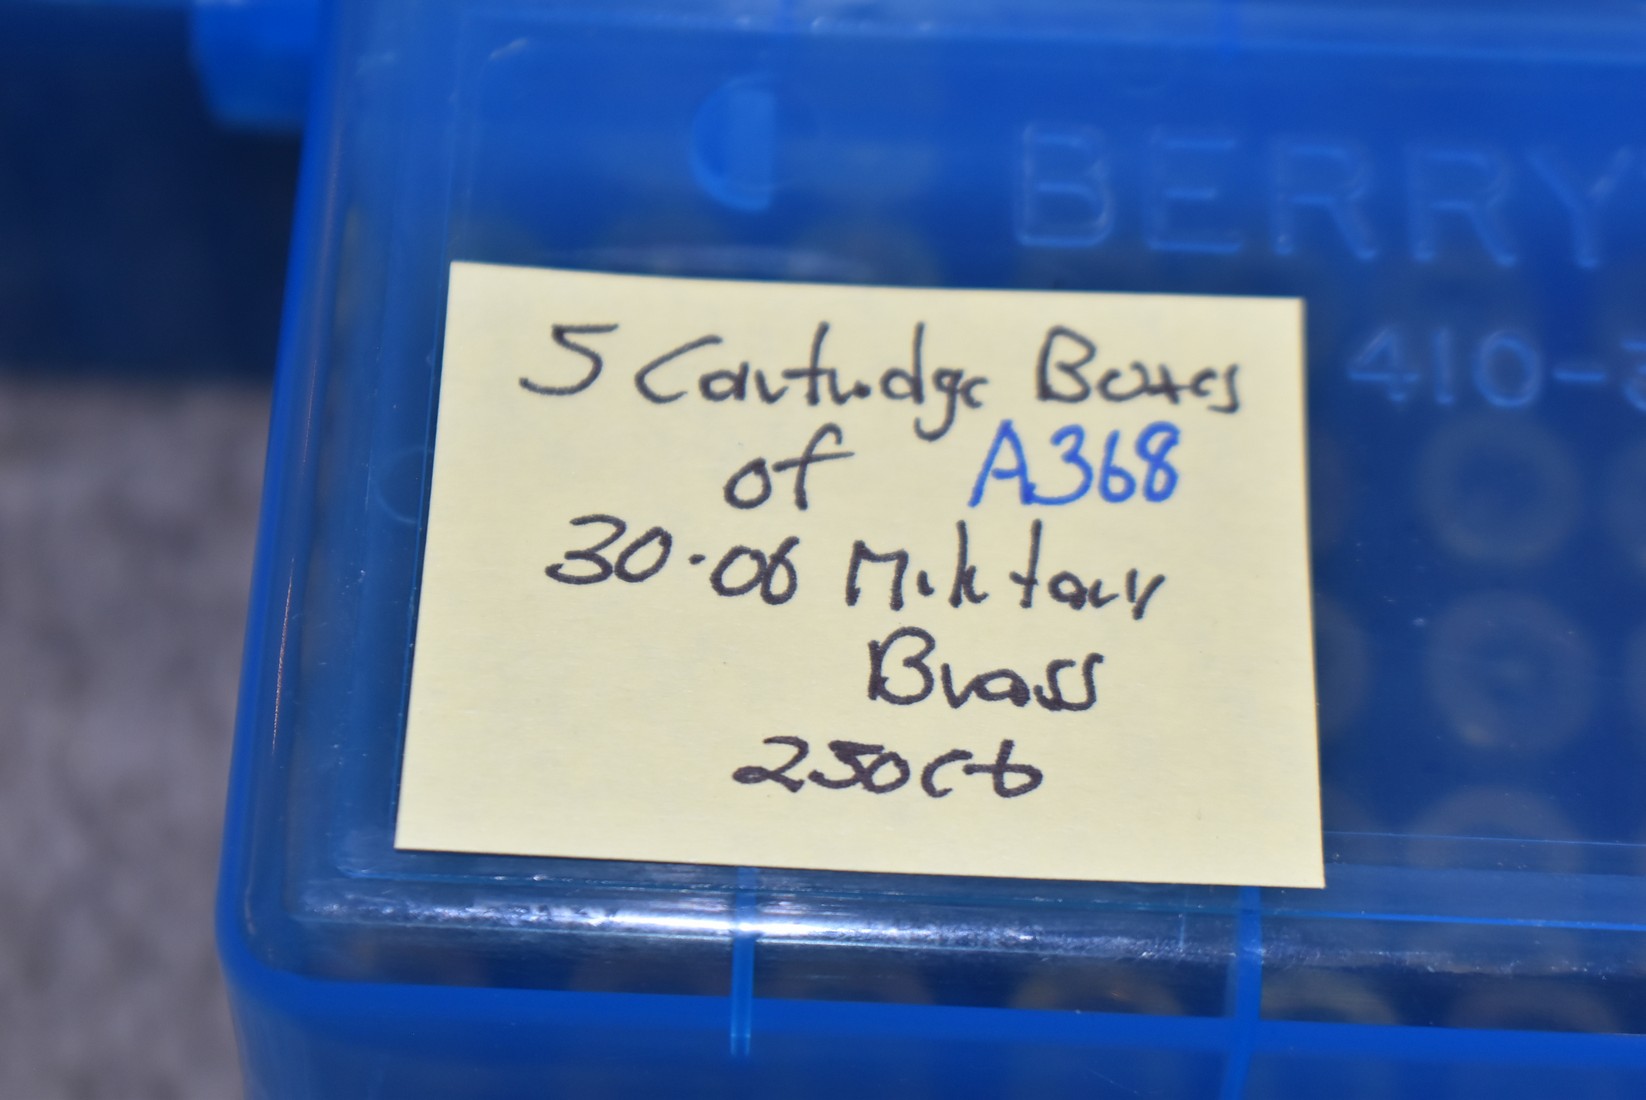 BERRY
410-
5 Cartridge Boxes
of A368
30-06 Military
Brass
250ct